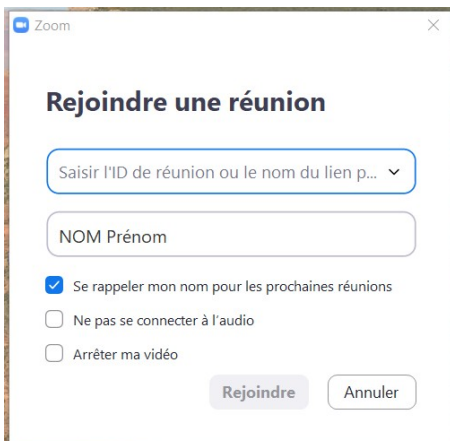 Zoom
Rejoindre une réunion
Saisir l'ID de réunion ou le nom du lien p...
NOM Prénom
Se rappeler mon nom pour les prochaines réunions
Ne pas se connecter à l'audio
Arrêter ma vidéo
Rejoindre Annuler